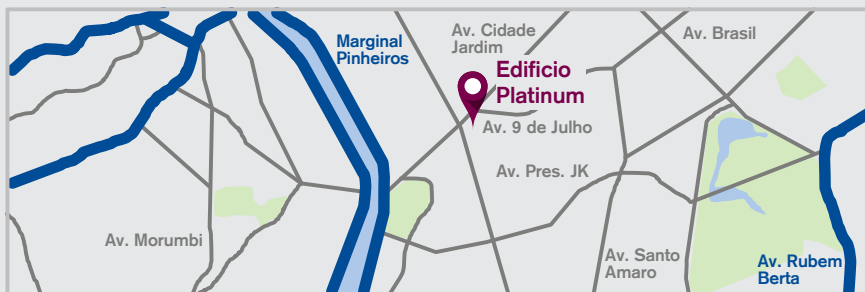 Marginal
Pinheiros
Av. Cidade
Jardim
Av. Brasil
Edificio
Platinum
Av. 9 de Julho
Av. Pres. JK
Av. Morumbi
Av. Santo
Amaro
Av. Rubem
Berta